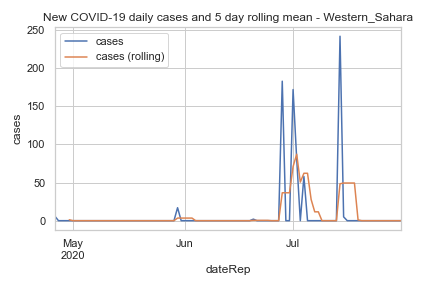 New COVID-19 daily cases and 5 day rolling mean - Western_Sahara
cases
cases (rolling)
250
200
150
100
50
0
cases
May
2020
Jun
Jul
dateRep